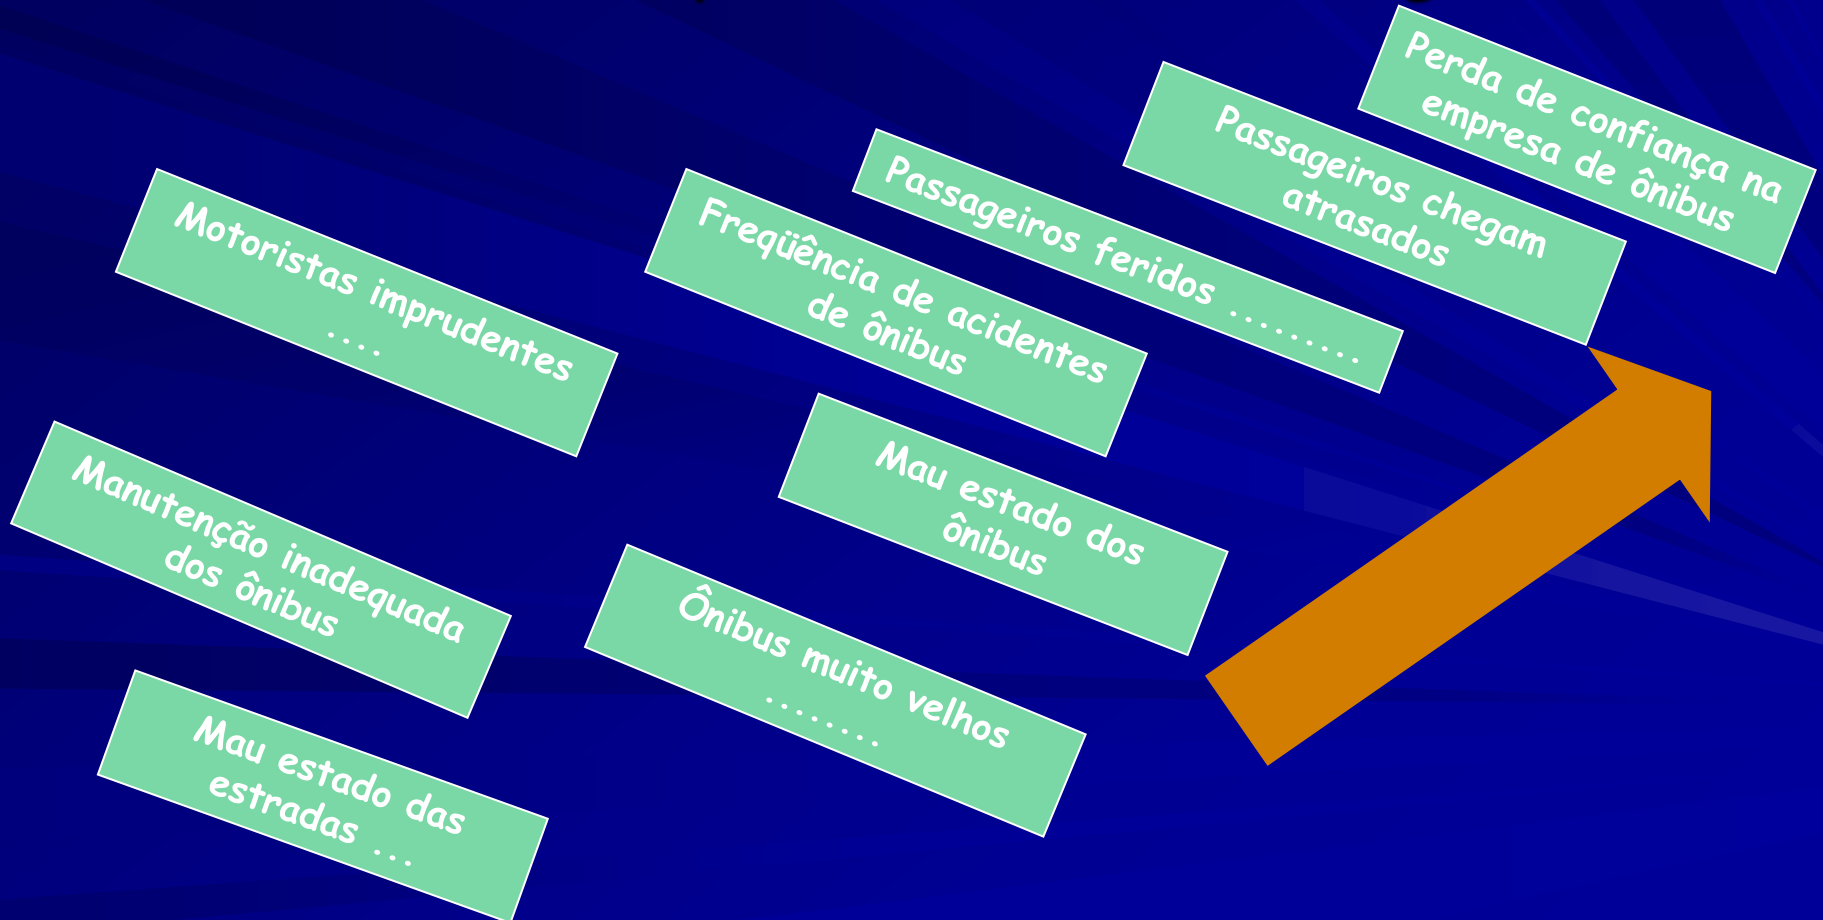 Perda de confiança na
empresa de ônibus
Passageiros chegam
atrasados
Passageiros feridos .........
Freqüência de acidentes
de ônibus
Motoristas imprudentes
....
Mau estado dos
ônibus
Manutenção inadequada
dos ônibus
Ônibus muito velhos
........
Mau estado das
estradas ...